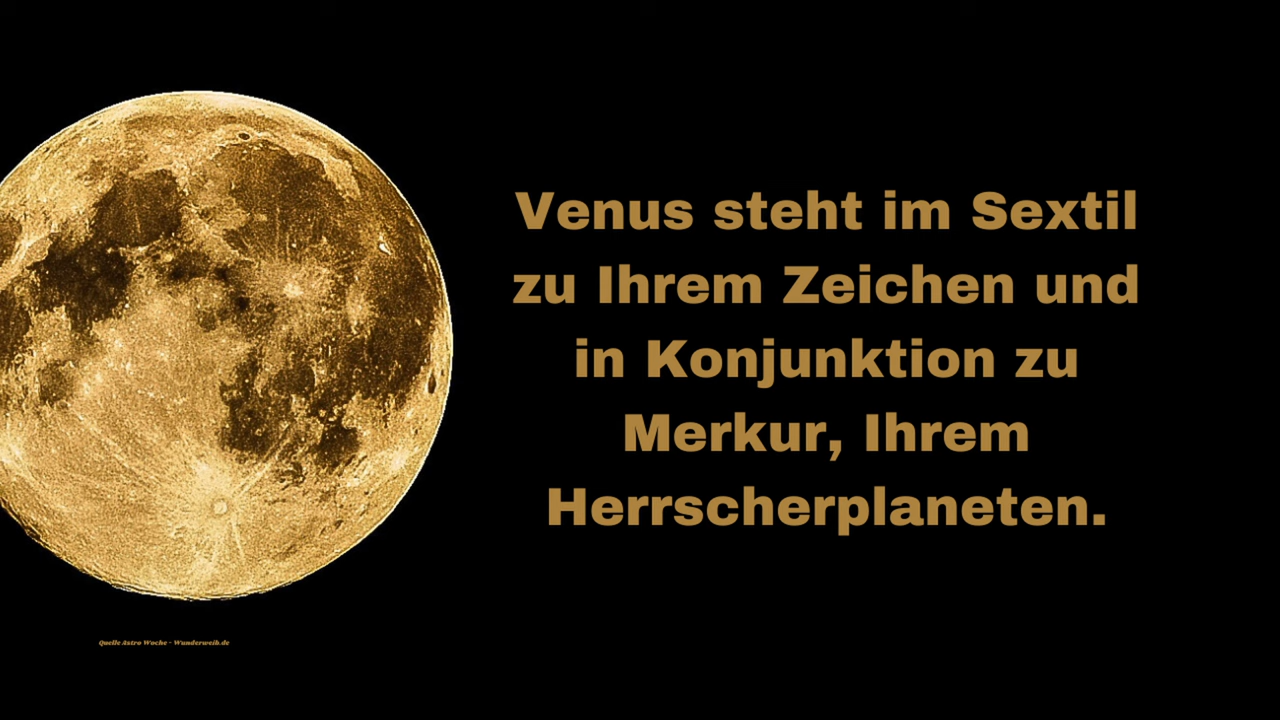 Venus steht im Sextil
zu Ihrem Zeichen und
in Konjunktion zu
Merkur, Ihrem
Herrscherplaneten.
Quelle Astro Woche - Wunderweib.de